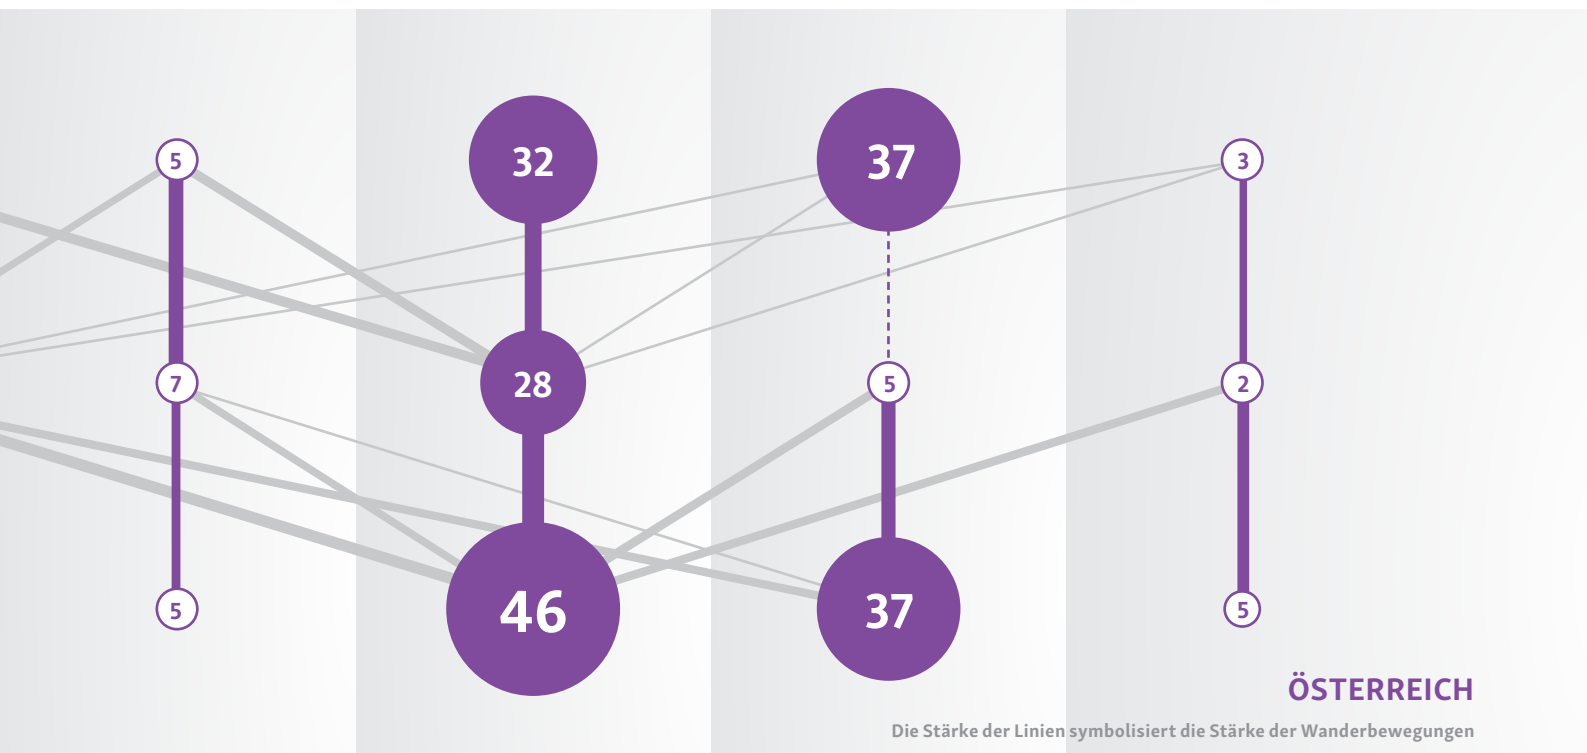 5 32 37 3
7 28 5 2
5 46 37 5
ÖSTERREICH
Die Stärke der Linien symbolisiert die Stärke der Wanderbewegungen